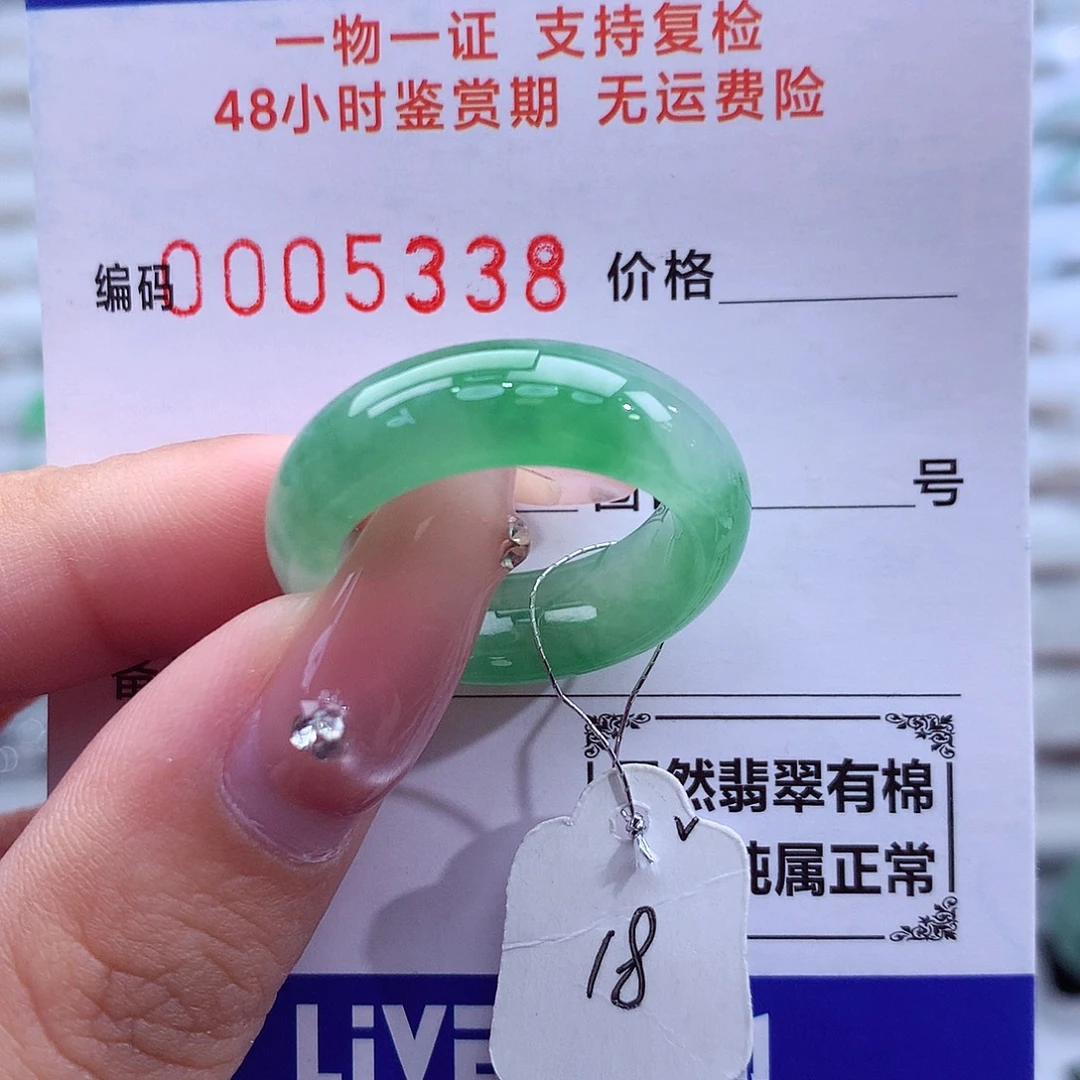 一物一证 支持复检
48小时鉴赏期 无运费险
编码0005338 价格
号
然翡翠有棉
纯属正常
18
LiVE